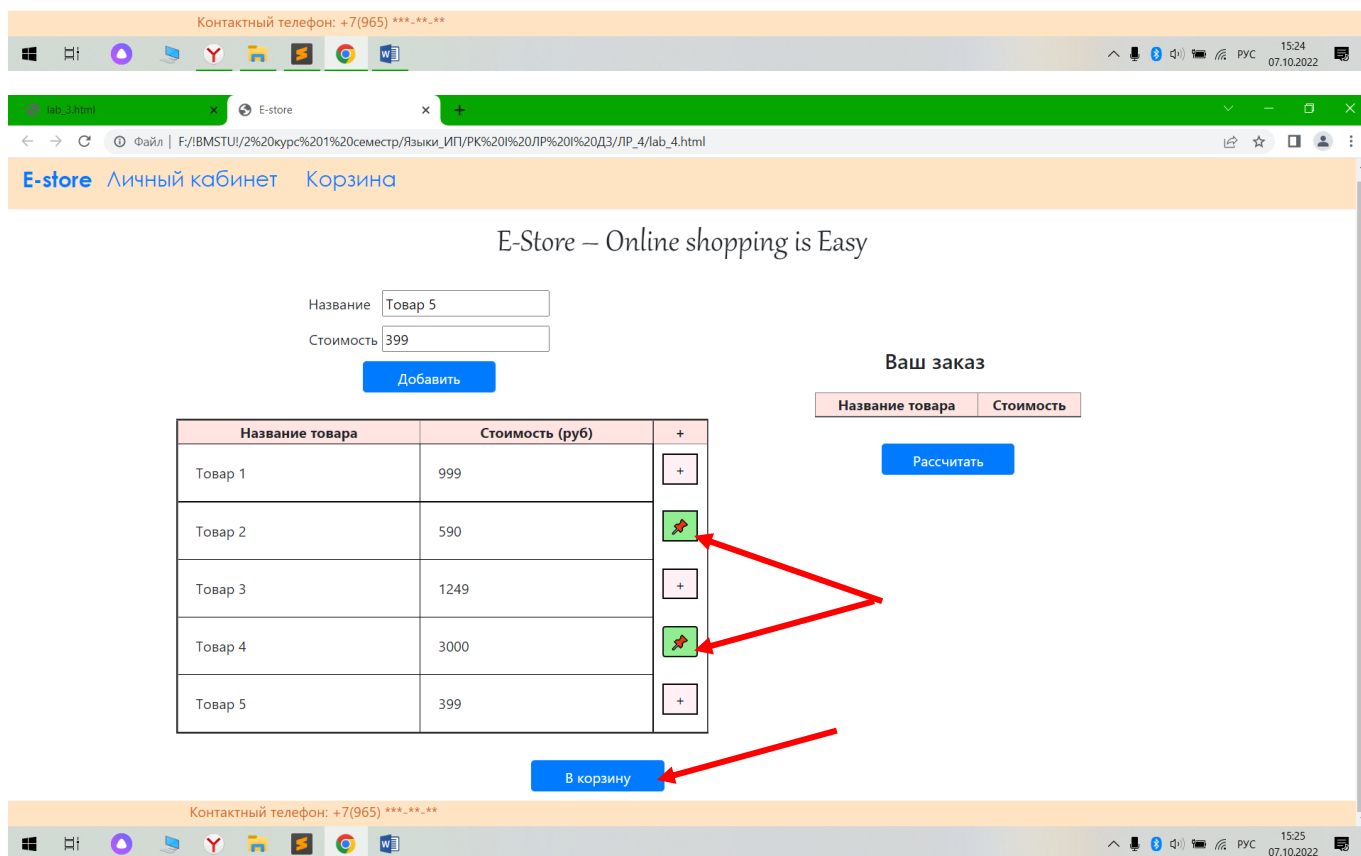 Контактный телефон: +7(965) ***-**-**
РУС 15:24
07.10.2022
lab_3.html E-store
Файл F:/!BMSTU!/2%20курс%201%20семестр/Языки_ИП/РК%20I%20ЛР%20I%20ДЗ/ЛР_4/lab_4.html
E-store Личный кабинет Корзина
E-Store – Online shopping is Easy
Название Товар 5
Стоимость 399
Добавить
Ваш заказ
Название товара Стоимость
Рассчитать
Название товара Стоимость (руб) +
Товар 1 999 +
Товар 2 590
Товар 3 1249 +
Товар 4 3000
Товар 5 399 +
В корзину
Контактный телефон: +7(965) ***-**-**
РУС 15:25
07.10.2022